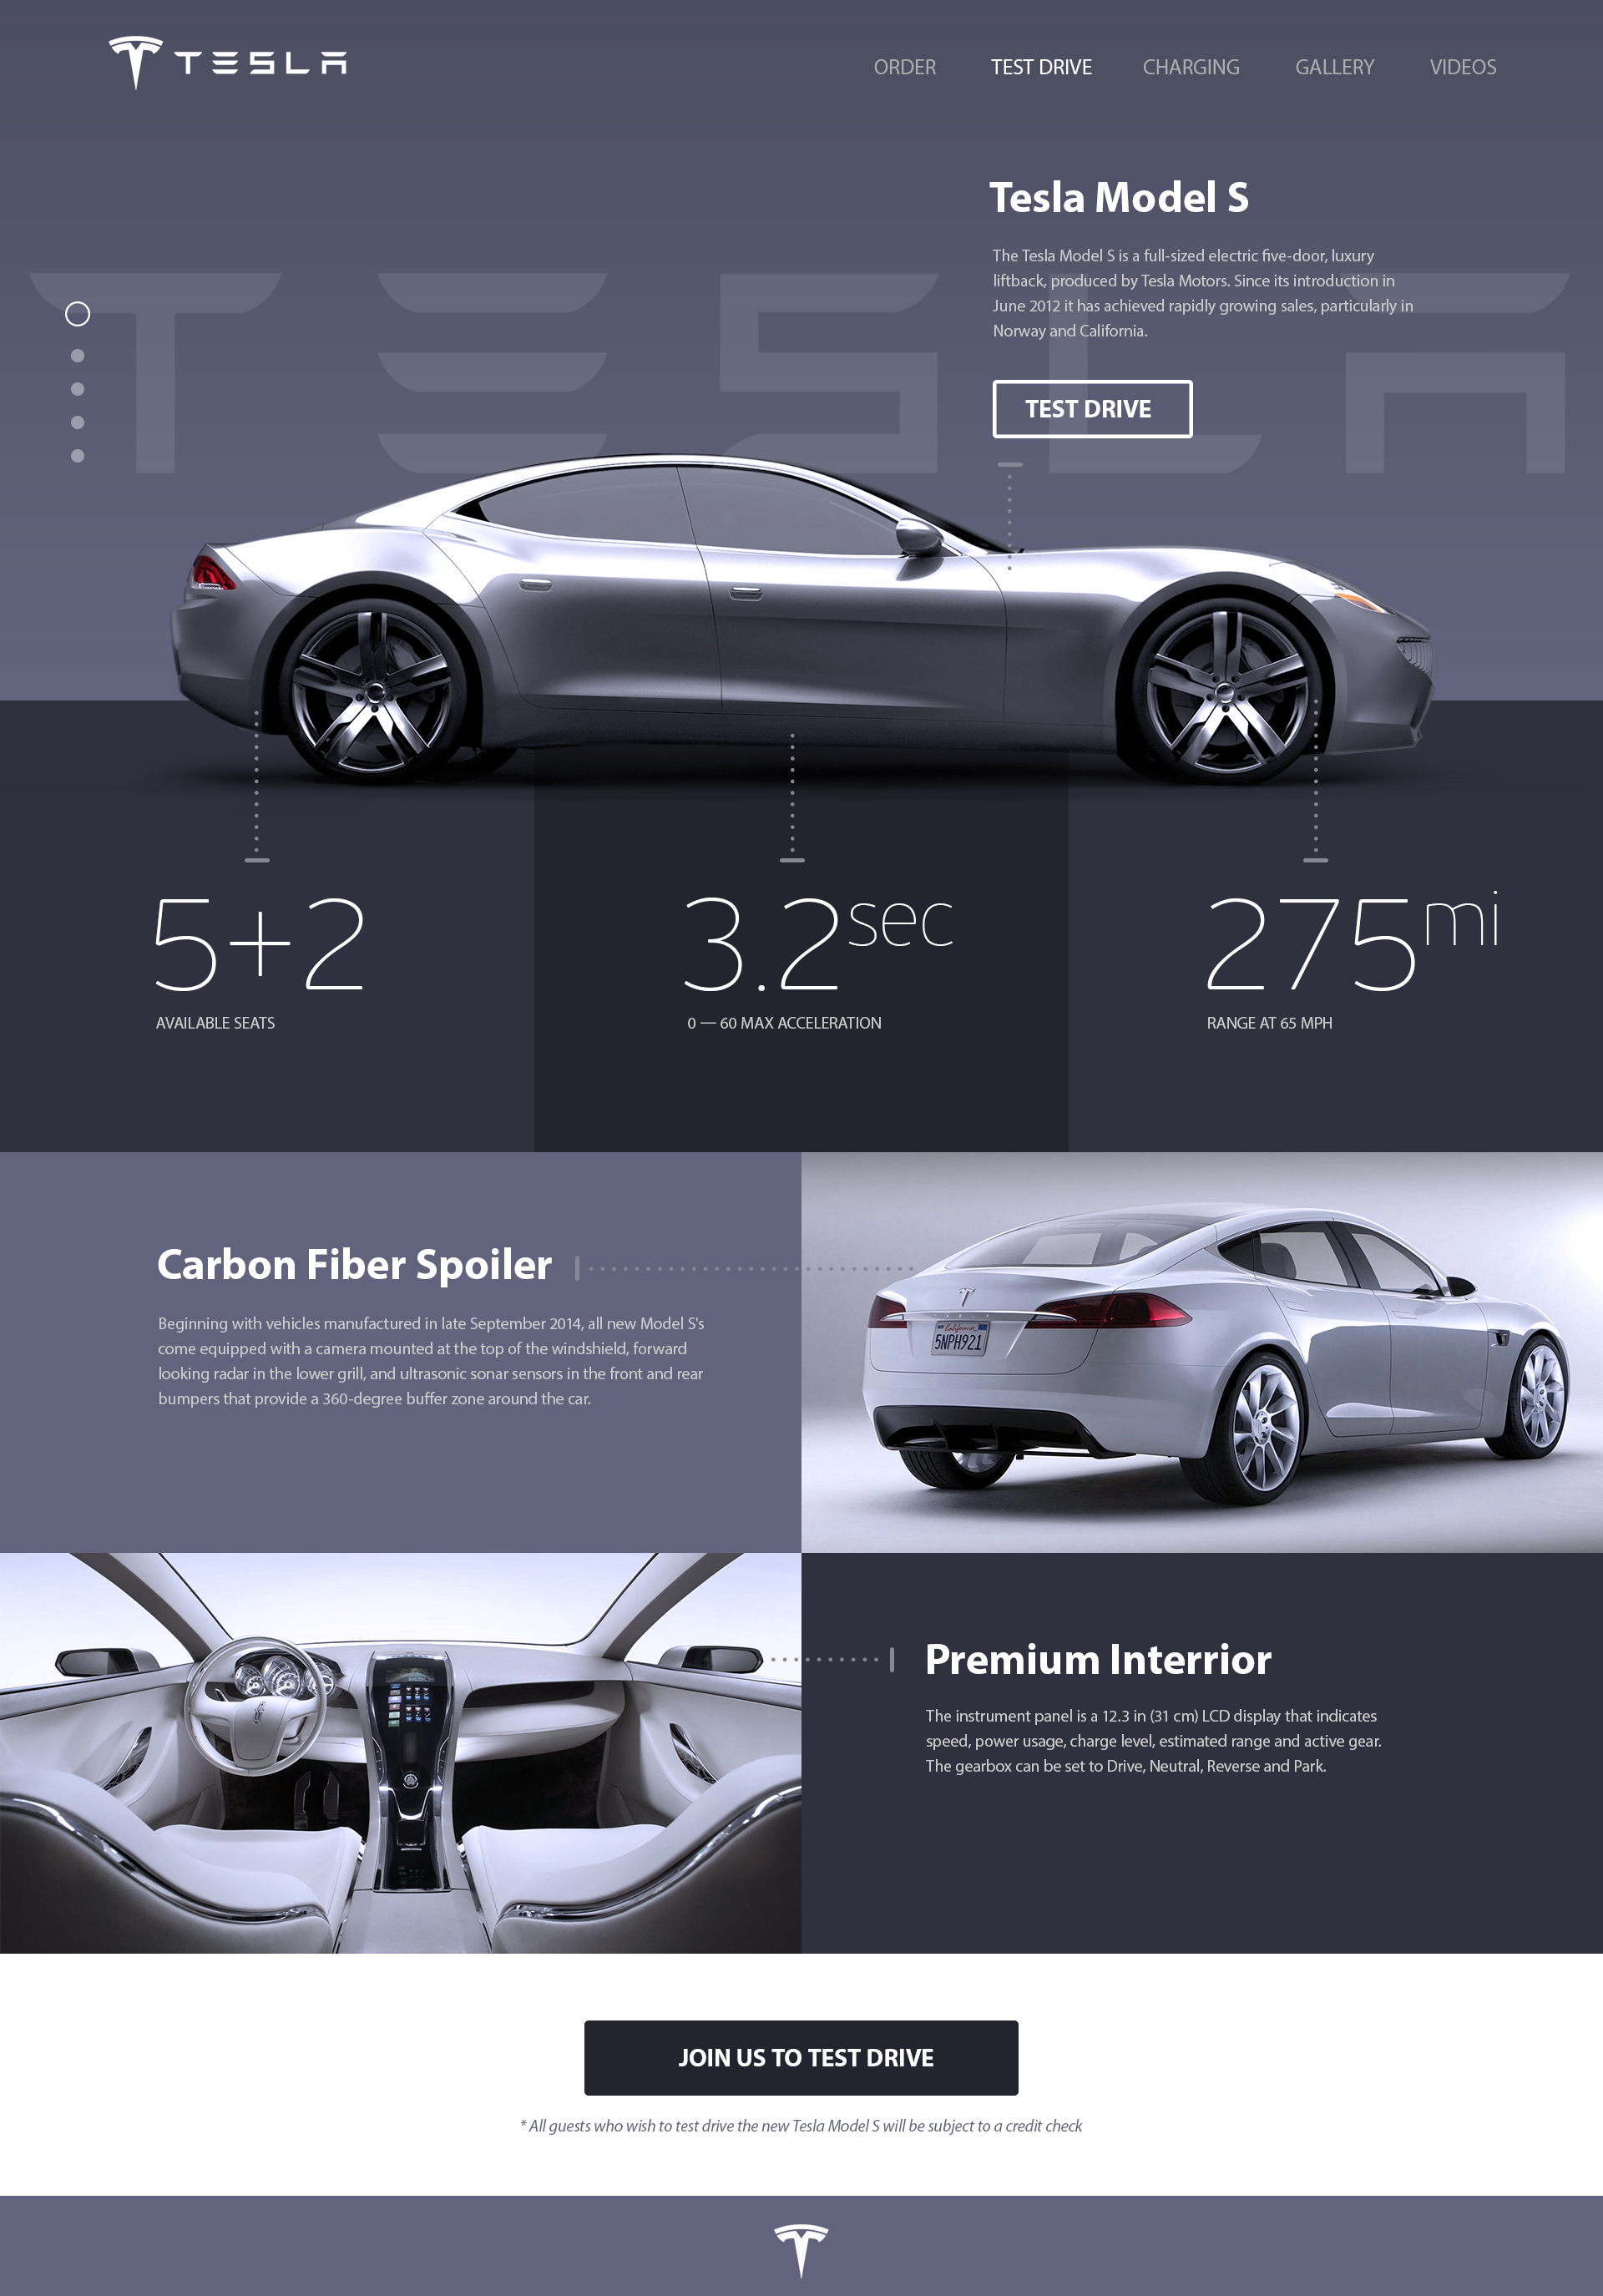 TESLA
ORDER TEST DRIVE CHARGING GALLERY VIDEOS
TESLA
Tesla Model S
The Tesla Model S is a full-sized electric five-door, luxury
liftback, produced by Tesla Motors. Since its introduction in
June 2012 it has achieved rapidly growing sales, particularly in
Norway and California.
TEST DRIVE
5+2
AVAILABLE SEATS
3.2sec
0 — 60 MAX ACCELERATION
275mi
RANGE AT 65 MPH
Carbon Fiber Spoiler
Beginning with vehicles manufactured in late September 2014, all new Model S's
come equipped with a camera mounted at the top of the windshield, forward
looking radar in the lower grill, and ultrasonic sonar sensors in the front and rear
bumpers that provide a 360-degree buffer zone around the car.
California
5NPH921
Premium Interrior
The instrument panel is a 12.3 in (31 cm) LCD display that indicates
speed, power usage, charge level, estimated range and active gear.
The gearbox can be set to Drive, Neutral, Reverse and Park.
JOIN US TO TEST DRIVE
* All guests who wish to test drive the new Tesla Model S will be subject to a credit check